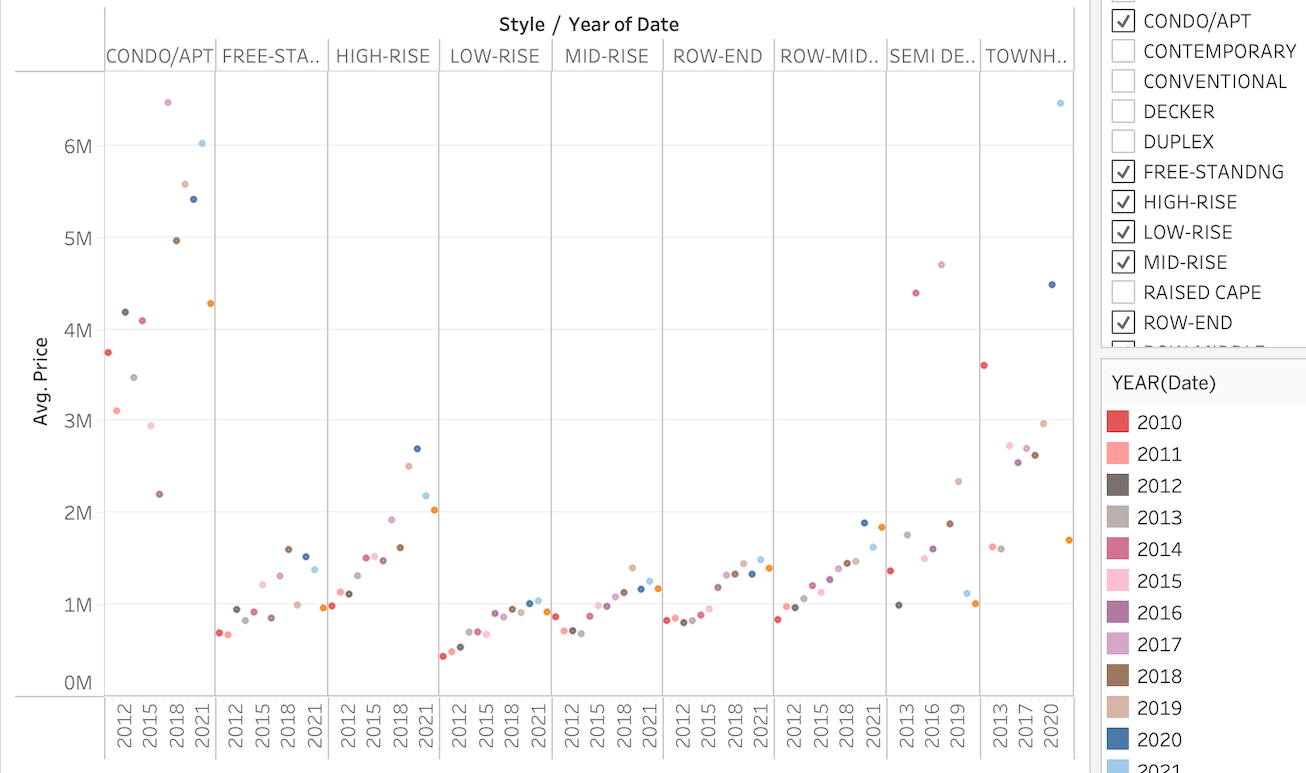 Style / Year of Date
CONDO/APT FREE-STA.. HIGH-RISE LOW-RISE MID-RISE ROW-END ROW-MID.. SEMI DE.. TOWNH..
6M
5M
4M
3M
2M
1M
0M
Avg. Price
2012 2015 2018 2021 2012 2015 2018 2021 2012 2015 2018 2021 2012 2015 2018 2021 2012 2015 2018 2021 2012 2015 2018 2021 2012 2015 2018 2021 2013 2016 2019 2013 2017 2020
CONDO/APT
CONTEMPORARY
CONVENTIONAL
DECKER
DUPLEX
FREE-STANDNG
HIGH-RISE
LOW-RISE
MID-RISE
RAISED CAPE
ROW-END
YEAR(Date)
2010
2011
2012
2013
2014
2015
2016
2017
2018
2019
2020
2021